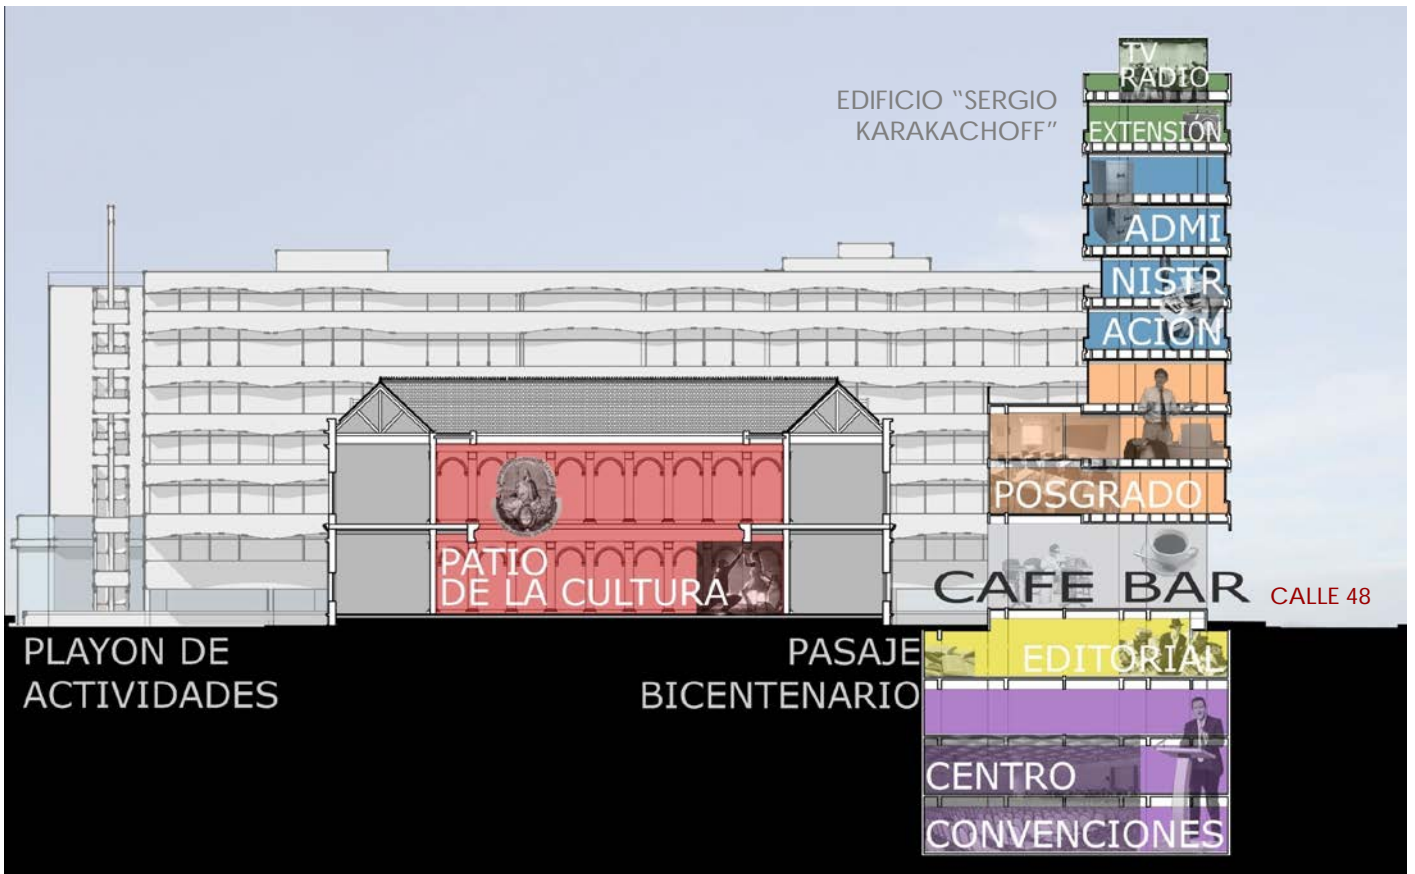 TV
RADIO
EDIFICIO “SERGIO
KARAKACHOFF”
EXTENSIÓN
ADMI
NISTR
ACIÓN
POSGRADO
PATIO
DE LA CULTURA
CAFE BAR
CALLE 48
PLAYON DE
ACTIVIDADES
PASAJE
BICENTENARIO
EDITORIAL
CENTRO
CONVENCIONES